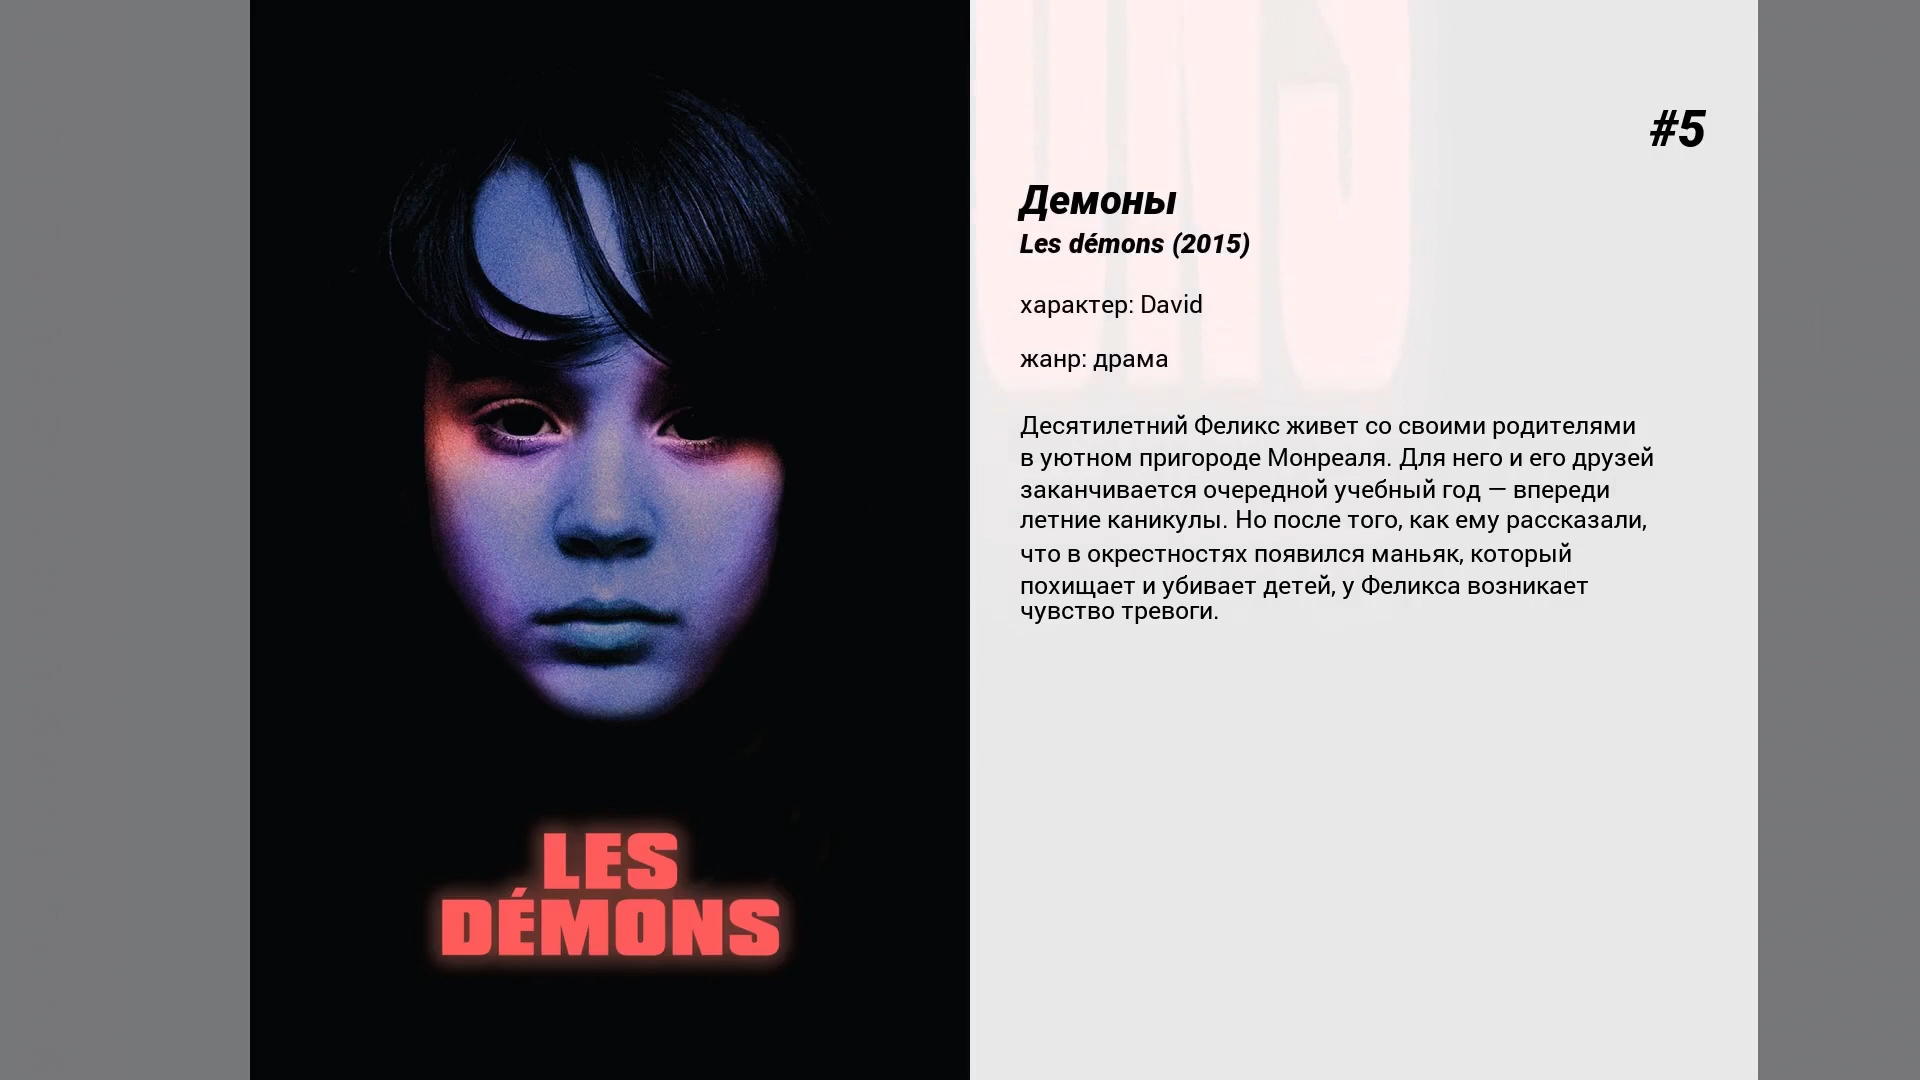 LES
DÉMONS
#5
Демоны
Les démons (2015)
характер: David
жанр: драма
Десятилетний Феликс живет со своими родителями
в уютном пригороде Монреаля. Для него и его друзей
заканчивается очередной учебный год — впереди
летние каникулы. Но после того, как ему рассказали,
что в окрестностях появился маньяк, который
похищает и убивает детей, у Феликса возникает
чувство тревоги.